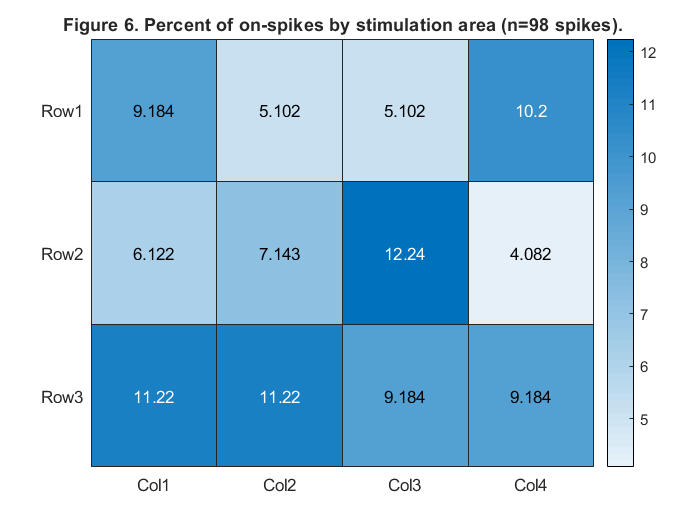 Figure 6. Percent of on-spikes by stimulation area (n=98 spikes).
Row1 9.184 5.102 5.102 10.2
Row2 6.122 7.143 12.24 4.082
Row3 11.22 11.22 9.184 9.184
Col1 Col2 Col3 Col4
12
11
10
9
8
7
6
5